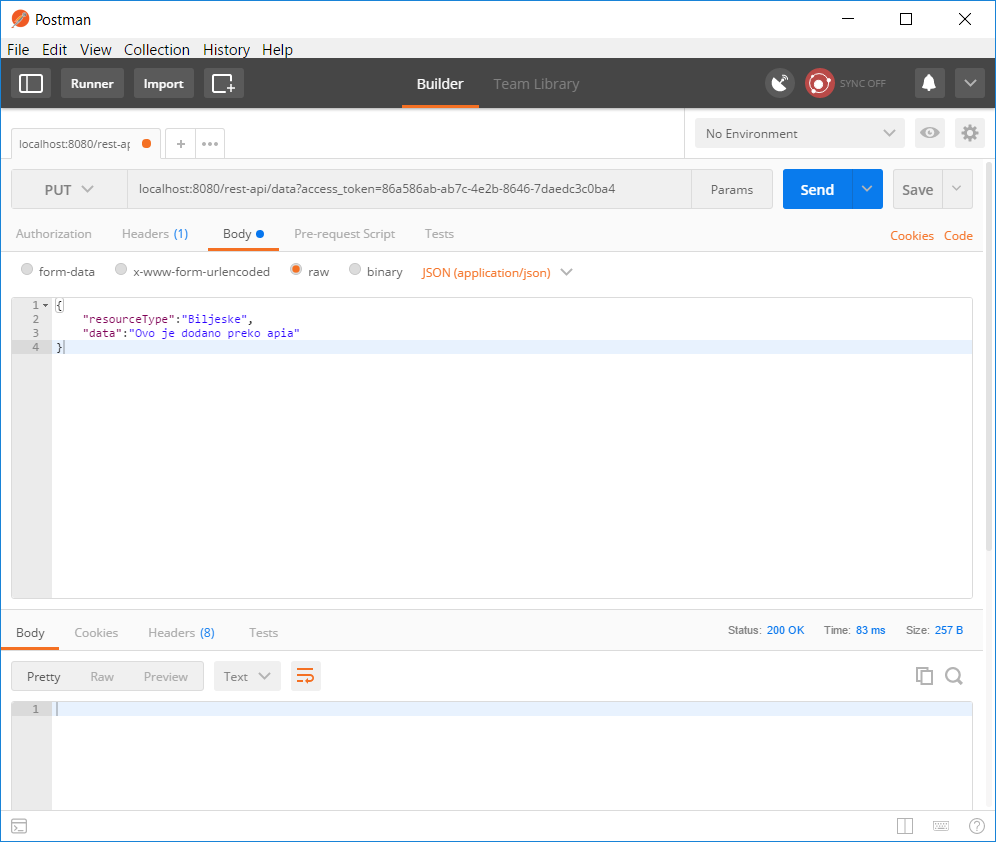 Postman
File Edit View Collection History Help
Runner Import Builder Team Library SYNC OFF
localhost:8080/rest-ap No Environment
PUT localhost:8080/rest-api/data?access_token=86a586ab-ab7c-4e2b-8646-7daedc3c0ba4 Params Send Save
Authorization Headers (1) Body Pre-request Script Tests Cookies Code
form-data x-www-form-urlencoded raw binary JSON (application/json)
1 {
2 "resourceType":"Biljeske",
3 "data":"Ovo je dodano preko apia"
4 }
Body Cookies Headers (8) Tests Status: 200 OK Time: 83 ms Size: 257 B
Pretty Raw Preview Text
1